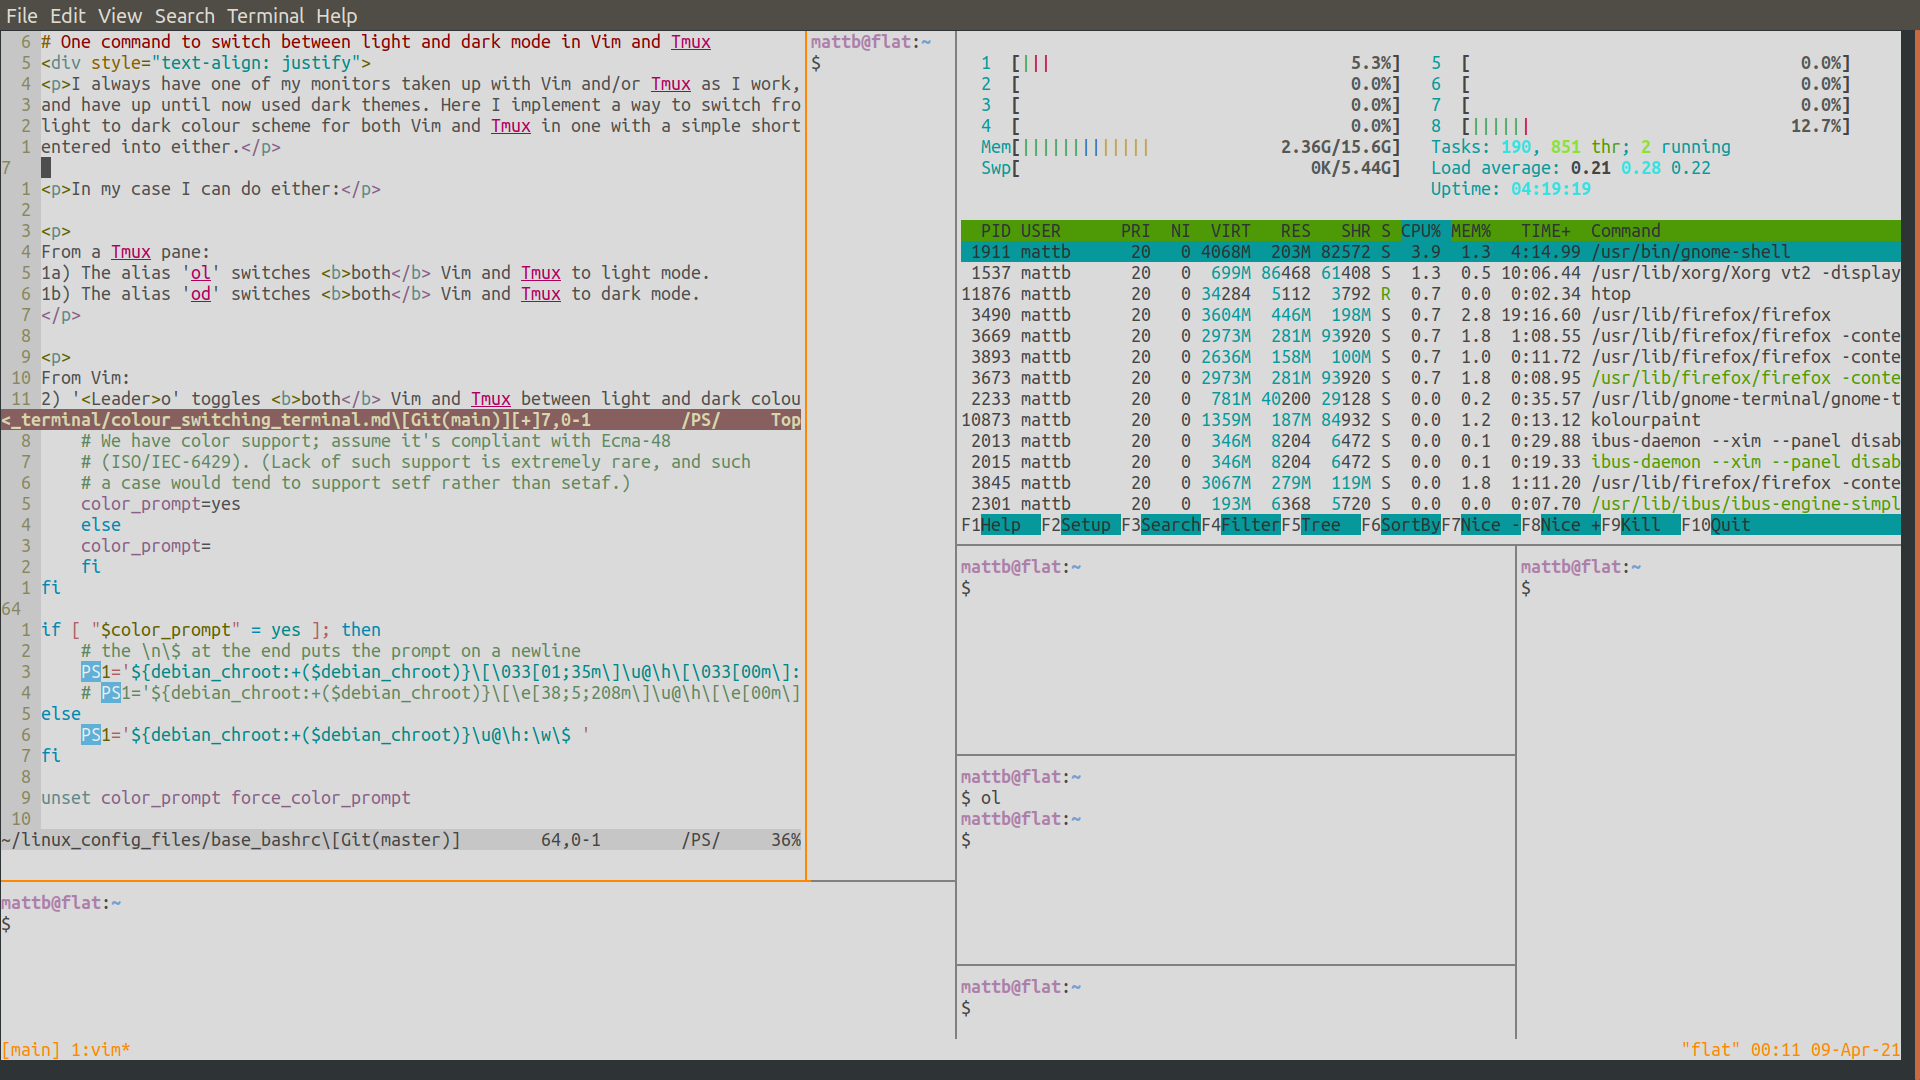 File Edit View Search Terminal Help
6 # One command to switch between light and dark mode in Vim and Tmux
5 <div style="text-align: justify">
4 <p>I always have one of my monitors taken up with Vim and/or Tmux as I work,
3 and have up until now used dark themes. Here I implement a way to switch fro
2 light to dark colour scheme for both Vim and Tmux in one with a simple short
1 entered into either.</p>
7
1 <p>In my case I can do either:</p>
2
3 <p>
4 From a Tmux pane:
5 1a) The alias 'ol' switches <b>both</b> Vim and Tmux to light mode.
6 1b) The alias 'od' switches <b>both</b> Vim and Tmux to dark mode.
7 </p>
8
9 <p>
10 From Vim:
11 2) '<Leader>o' toggles <b>both</b> Vim and Tmux between light and dark colou
<_terminal/colour_switching_terminal.md\[Git(main)][+]7,0-1 /PS/ Top
8 # We have color support; assume it's compliant with Ecma-48
7 # (ISO/IEC-6429). (Lack of such support is extremely rare, and such
6 # a case would tend to support setf rather than setaf.)
5 color_prompt=yes
4 else
3 color_prompt=
2 fi
1 fi
64
1 if [ "$color_prompt" = yes ]; then
2 # the \n\$ at the end puts the prompt on a newline
3 PS1='${debian_chroot:+($debian_chroot)}\[\033[01;35m\]\u@\h\[\033[00m\]:
4 # PS1='${debian_chroot:+($debian_chroot)}\[\e[38;5;208m\]\u@\h\[\e[00m\]
5 else
6 PS1='${debian_chroot:+($debian_chroot)}\u@\h:\w\$ '
7 fi
8
9 unset color_prompt force_color_prompt
10
~/linux_config_files/base_bashrc\[Git(master)] 64,0-1 /PS/ 36%
mattb@flat:~
$
mattb@flat:~
$
1 [||| 5.3%] 5 [ 0.0%]
2 [ 0.0%] 6 [ 0.0%]
3 [ 0.0%] 7 [ 0.0%]
4 [ 0.0%] 8 [|||||| 12.7%]
Mem[||||||||||||| 2.36G/15.6G] Tasks: 190, 851 thr; 2 running
Swp[ 0K/5.44G] Load average: 0.21 0.28 0.22
Uptime: 04:19:19
PID USER PRI NI VIRT RES SHR S CPU% MEM% TIME+ Command
1911 mattb 20 0 4068M 203M 82572 S 3.9 1.3 4:14.99 /usr/bin/gnome-shell
1537 mattb 20 0 699M 86468 61408 S 1.3 0.5 10:06.44 /usr/lib/xorg/Xorg vt2 -display
11876 mattb 20 0 34284 5112 3792 R 0.7 0.0 0:02.34 htop
3490 mattb 20 0 3604M 446M 198M S 0.7 2.8 19:16.60 /usr/lib/firefox/firefox
3669 mattb 20 0 2973M 281M 93920 S 0.7 1.8 1:08.55 /usr/lib/firefox/firefox -conte
3893 mattb 20 0 2636M 158M 100M S 0.7 1.0 0:11.72 /usr/lib/firefox/firefox -conte
3673 mattb 20 0 2973M 281M 93920 S 0.7 1.8 0:08.95 /usr/lib/firefox/firefox -conte
2233 mattb 20 0 781M 40200 29128 S 0.0 0.2 0:35.57 /usr/lib/gnome-terminal/gnome-t
10873 mattb 20 0 1359M 187M 84932 S 0.0 1.2 0:13.12 kolourpaint
2013 mattb 20 0 346M 8204 6472 S 0.0 0.1 0:29.88 ibus-daemon --xim --panel disab
2015 mattb 20 0 346M 8204 6472 S 0.0 0.1 0:19.33 ibus-daemon --xim --panel disab
3845 mattb 20 0 3067M 279M 119M S 0.0 1.8 1:11.20 /usr/lib/firefox/firefox -conte
2301 mattb 20 0 193M 6368 5720 S 0.0 0.0 0:07.70 /usr/lib/ibus/ibus-engine-simpl
F1Help F2Setup F3SearchF4FilterF5Tree F6SortByF7Nice -F8Nice +F9Kill F10Quit
mattb@flat:~
$
mattb@flat:~
$
mattb@flat:~
$ ol
mattb@flat:~
$
mattb@flat:~
$
[main] 1:vim* "flat" 00:11 09-Apr-21